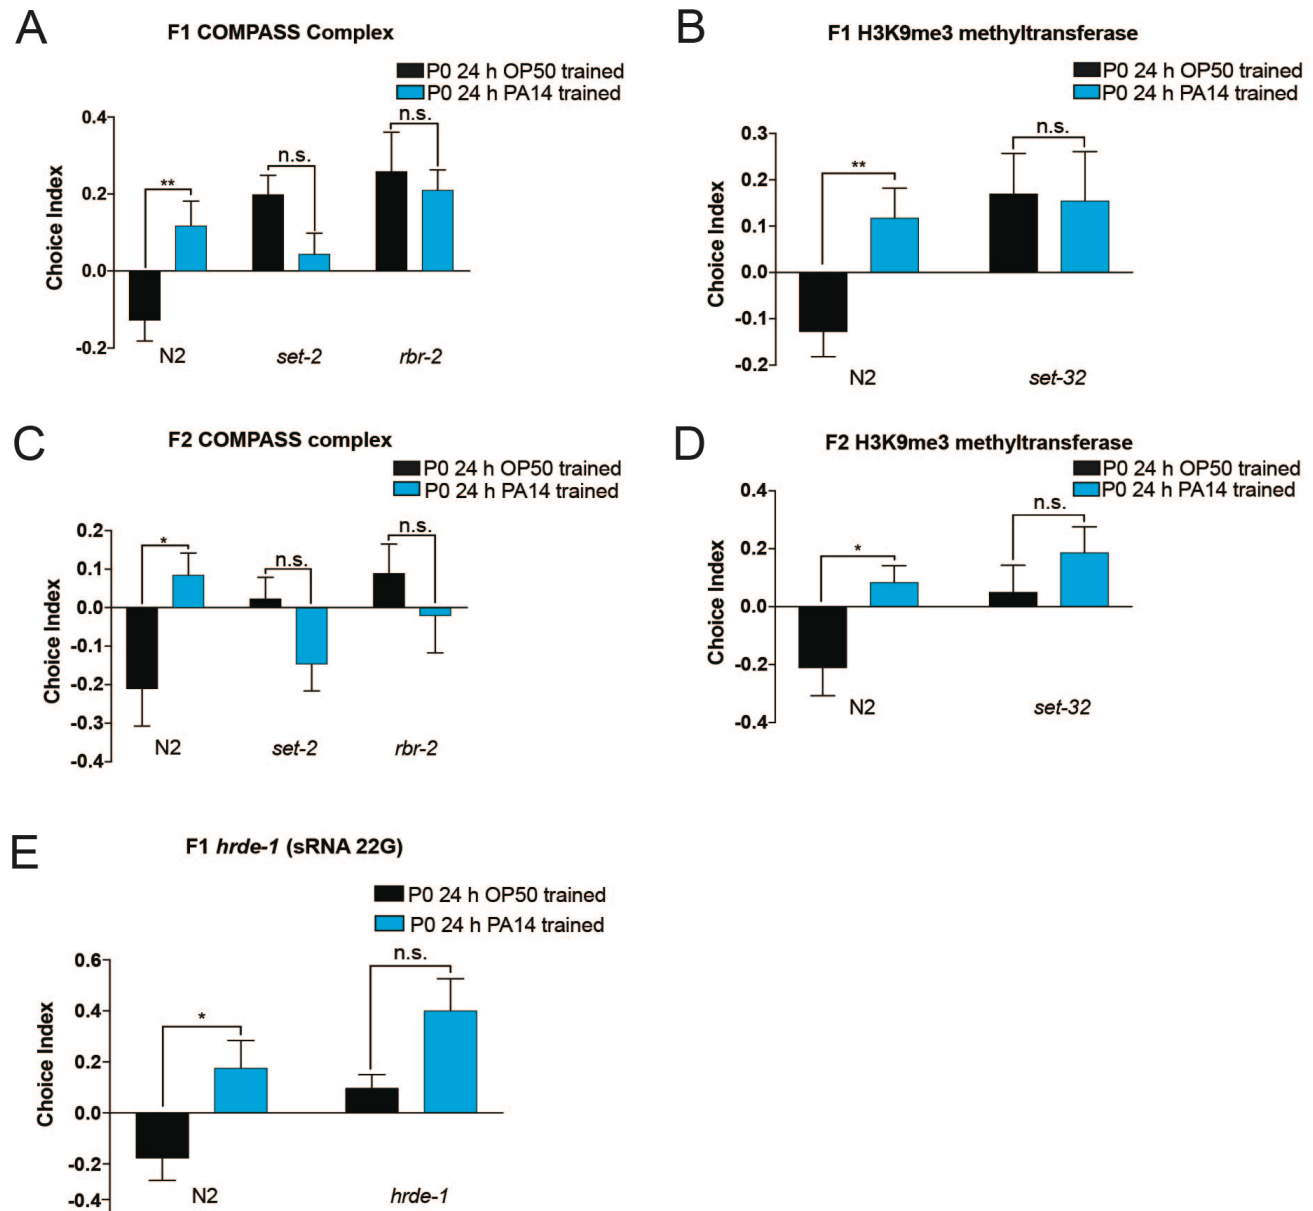 A
F1 COMPASS Complex
P0 24 h OP50 trained
P0 24 h PA14 trained
Choice Index
0.4
0.2
0.0
-0.2
**
n.s.
n.s.
N2
set-2
rbr-2
B
F1 H3K9me3 methyltransferase
P0 24 h OP50 trained
P0 24 h PA14 trained
Choice Index
0.3
0.2
0.1
0.0
-0.1
-0.2
**
n.s.
N2
set-32
C
F2 COMPASS complex
P0 24 h OP50 trained
P0 24 h PA14 trained
Choice Index
0.2
0.1
0.0
-0.1
-0.2
-0.3
-0.4
*
n.s.
n.s.
N2
set-2
rbr-2
D
F2 H3K9me3 methyltransferase
P0 24 h OP50 trained
P0 24 h PA14 trained
Choice Index
0.4
0.2
0.0
-0.2
-0.4
*
n.s.
N2
set-32
E
F1 hrde-1 (sRNA 22G)
P0 24 h OP50 trained
P0 24 h PA14 trained
Choice Index
0.6
0.4
0.2
0.0
-0.2
-0.4
*
n.s.
N2
hrde-1